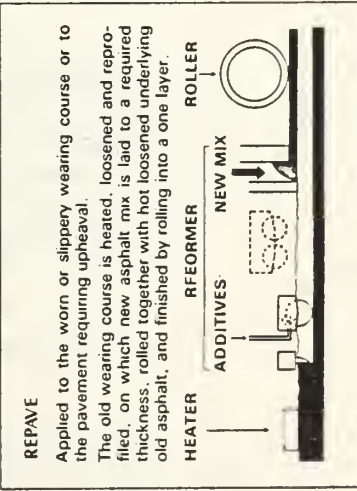 REPAVE
Applied to the worn or slippery wearing course or to
the pavement requiring upheaval.
The old wearing course is heated, loosened and repro-
filed, on which new asphalt mix is laid to a required
thickness, rolled together with hot loosened underlying
old asphalt, and finished by rolling into a one layer.
HEATER
RFEORMER
ROLLER
ADDITIVES
NEW MIX